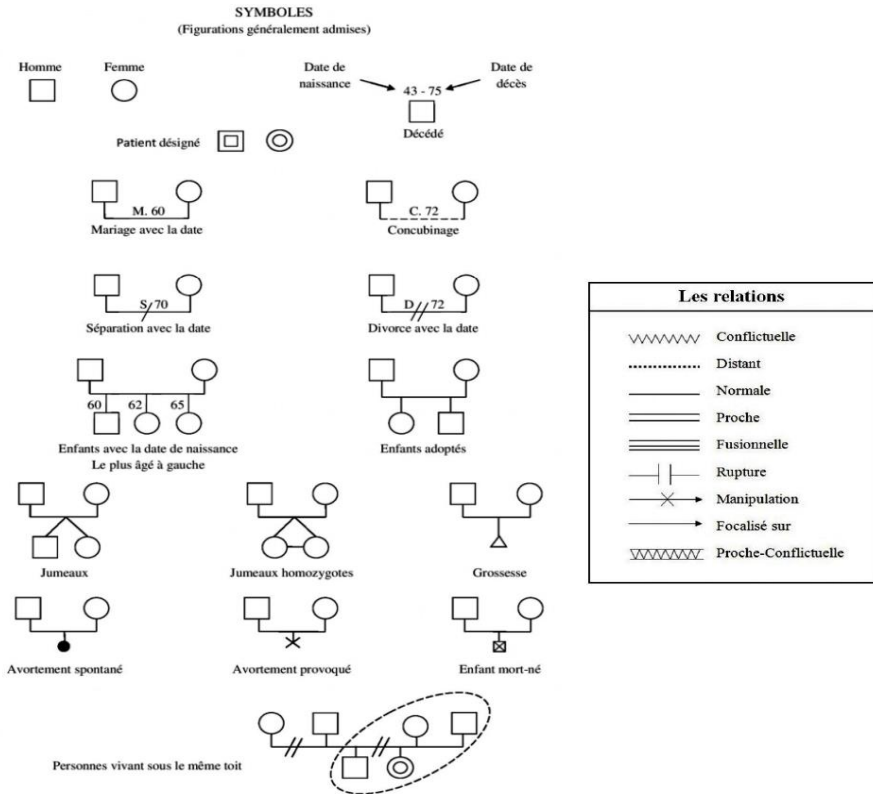 SYMBOLES
(Figurations généralement admises)
Homme
Femme
Date de
naissance
Date de
décès
43 - 75
Décédé
Patient désigné
M. 60
Mariage avec la date
C. 72
Concubinage
S 70
Séparation avec la date
D 72
Divorce avec la date
60
62
65
Enfants avec la date de naissance
Le plus âgé à gauche
Enfants adoptés
Jumeaux
Jumeaux homozygotes
Grossesse
Avortement spontané
Avortement provoqué
Enfant mort-né
Personnes vivant sous le même toit
Les relations
Conflictuelle
Distant
Normale
Proche
Fusionnelle
Rupture
Manipulation
Focalisé sur
Proche-Conflictuelle